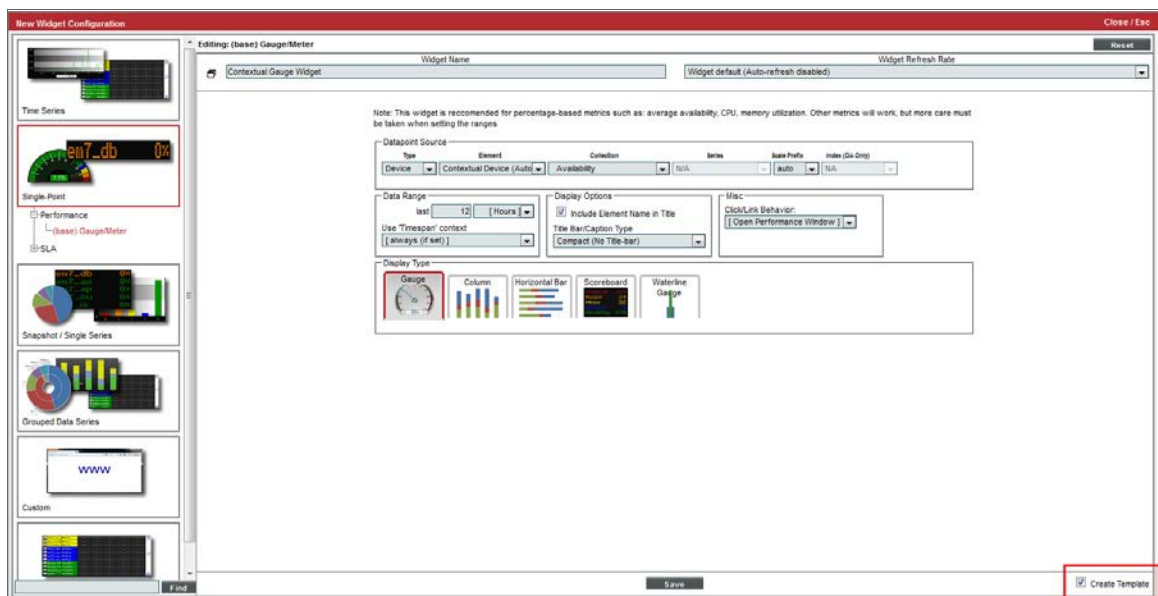 New Widget Configuration
Close / Esc
Editing: (base) Gauge/Meter
Reset
Widget Name
Widget Refresh Rate
Contextual Gauge Widget
Widget default (Auto-refresh disabled)
Note: This widget is reccomended for percentage-based metrics such as: average availability, CPU, memory utilization. Other metrics will work, but more care must
be taken when setting the ranges
Datapoint Source
Type
Element
Collection
Series
Scale Prefix
Index (DA Only)
Device
Contextual Device (Auto
Availability
N/A
auto
NA
Data Range
last 12 [ Hours ]
Use 'Timespan' context
[ always (if set) ]
Display Options
Include Element Name in Title
Title Bar/Caption Type
Compact (No Title-bar)
Misc
Click/Link Behavior:
[ Open Performance Window ]
Display Type
Gauge
Column
Horizontal Bar
Scoreboard
Waterline
Gauge
Time Series
em7_db 0%
Single-Point
Performance
(base) Gauge/Meter
SLA
em7_db 0%
Snapshot / Single Series
Grouped Data Series
www
Custom
Find
Save
Create Template